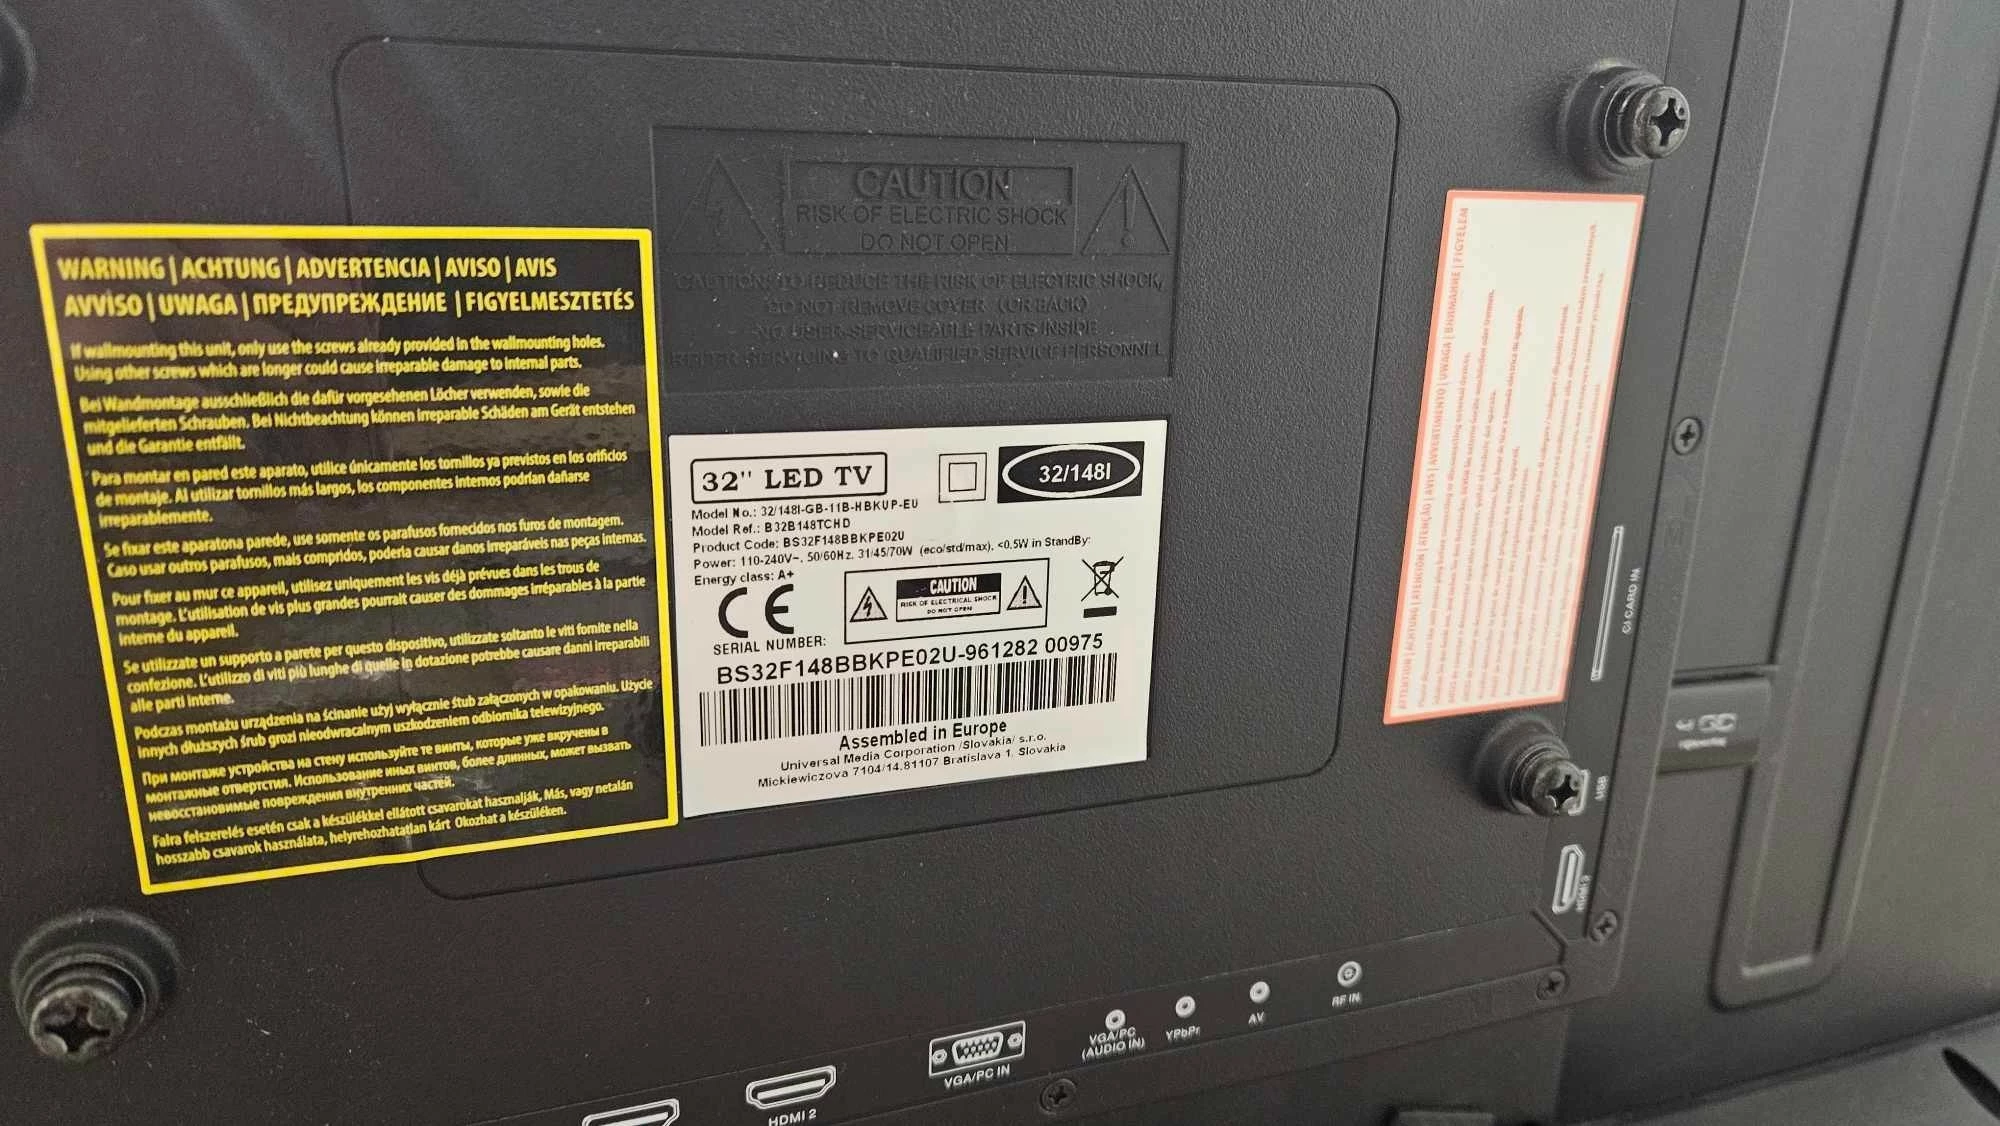 WARNING | ACHTUNG | ADVERTENCIA | AVISO | AVIS
AVVISO | UWAGA | ПРЕДУПРЕЖДЕНИЕ | FIGYELMESZTETÉS
If wallmounting this unit, only use the screws already provided in the wallmounting holes.
Using other screws which are longer could cause irreparable damage to internal parts.
Bei Wandmontage ausschließlich die dafür vorgesehenen Löcher verwenden, sowie die
mitgelieferten Schrauben. Bei Nichtbeachtung können irreparable Schäden am Gerät entstehen
und die Garantie entfällt.
Para montar en pared este aparato, utilice únicamente los tornillos ya previstos en los orificios
de montaje. Al utilizar tornillos más largos, los componentes internos podrían dañarse
irreparablemente.
Se fixar este aparatona parede, use somente os parafusos fornecidos nos furos de montagem.
Caso usar outros parafusos, mais compridos, poderia causar danos irreparáveis nas peças internas.
Pour fixer au mur ce appareil, utilisez uniquement les vis déjà prévues dans les trous de
montage. L'utilisation de vis plus grandes pourrait causer des dommages irréparables à la partie
interne du appareil.
Se utilizzate un supporto a parete per questo dispositivo, utilizzate soltanto le viti fornite nella
confezione. L'utilizzo di viti più lunghe di quelle in dotazione potrebbe causare danni irreparabili
alle parti interne.
Podczas montażu urządzenia na ścinanie użyj wyłącznie śtub załączonych w opakowaniu. Użycie
innych dłuższych śrub grozi nieodwracalnym uszkodzeniem odbiornika telewizyjnego.
При монтаже устройства на стену используйте те винты, которые уже вкручены в
монтажные отверстия. Использование иных винтов, более длинных, может вызвать
невосстановимые повреждения внутренних частей.
Falra felszerelés esetén csak a készülékkel ellátott csavarokat használják, Más, vagy netalán
hosszabb csavarok használata, helyrehozhatatlan kárt Okozhat a készüléken.
CAUTION
RISK OF ELECTRIC SHOCK
DO NOT OPEN
CAUTION: TO REDUCE THE RISK OF ELECTRIC SHOCK,
DO NOT REMOVE COVER (OR BACK)
NO USER-SERVICEABLE PARTS INSIDE
REFER SERVICING TO QUALIFIED SERVICE PERSONNEL
32" LED TV
32/148I
Model No.: 32/148I-GB-11B-HBKUP-EU
Model Ref.: B32B148TCHD
Product Code: BS32F148BBKPE02U
Power: 110-240V~, 50/60Hz, 31/45/70W (eco/std/max), <0.5W in StandBy:
Energy class: A+
CE
CAUTION
RISK OF ELECTRICAL SHOCK
DO NOT OPEN
SERIAL NUMBER:
BS32F148BBKPE02U-961282 00975
Assembled in Europe
Universal Media Corporation /Slovakia/ s.r.o.
Mickiewiczova 7104/14.81107 Bratislava 1. Slovakia
ATTENTION | ACHTUNG | ATENCIÓN | ATENÇÃO | AVIS | AVVERTIMENTO | UWAGA | ВНИМАНИЕ | FIGYELEM
CI CARD IN
USB
HDMI 3
RF IN
AV
YPbPr
VGA/PC
(AUDIO IN)
VGA/PC IN
HDMI 2